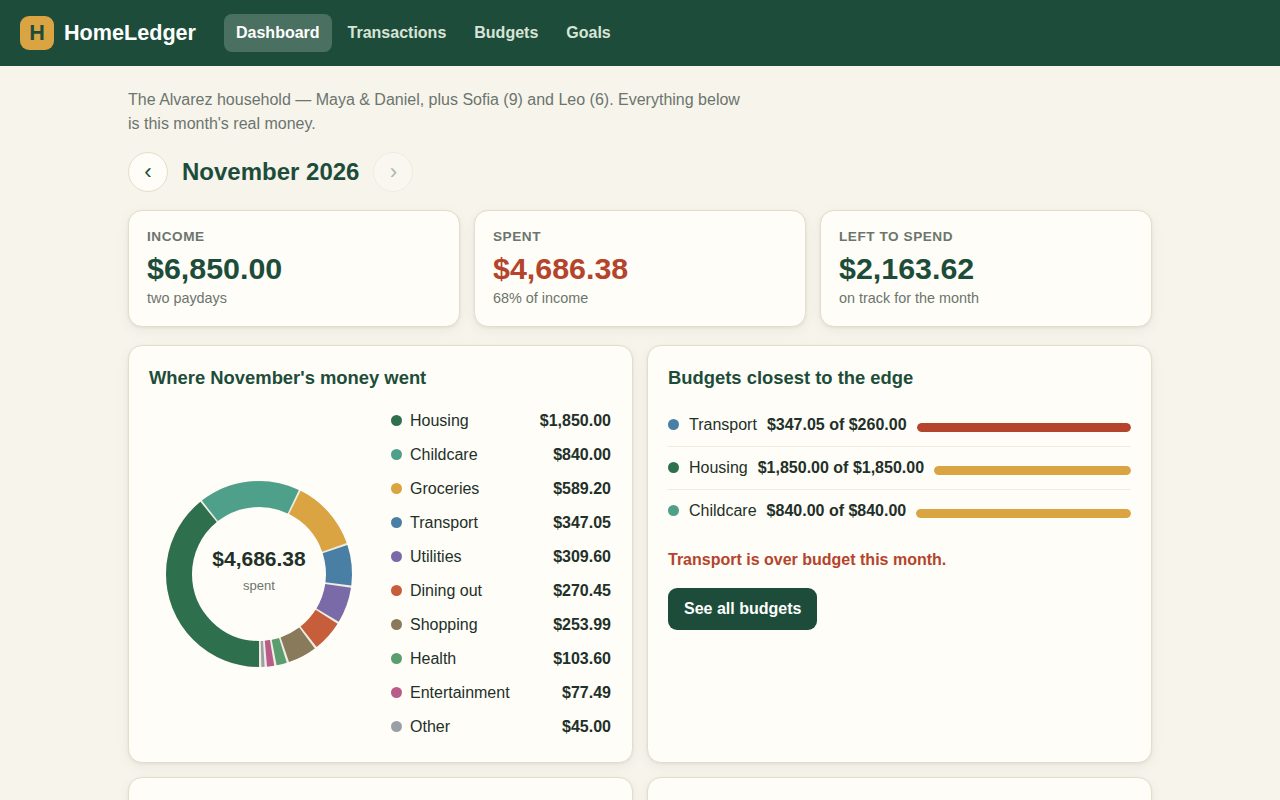 H HomeLedger Dashboard Transactions Budgets Goals
The Alvarez household — Maya & Daniel, plus Sofia (9) and Leo (6). Everything below
is this month's real money.
‹ November 2026 ›
INCOME
$6,850.00
two paydays
SPENT
$4,686.38
68% of income
LEFT TO SPEND
$2,163.62
on track for the month
Where November's money went
$4,686.38
spent
Housing $1,850.00
Childcare $840.00
Groceries $589.20
Transport $347.05
Utilities $309.60
Dining out $270.45
Shopping $253.99
Health $103.60
Entertainment $77.49
Other $45.00
Budgets closest to the edge
Transport $347.05 of $260.00
Housing $1,850.00 of $1,850.00
Childcare $840.00 of $840.00
Transport is over budget this month.
See all budgets